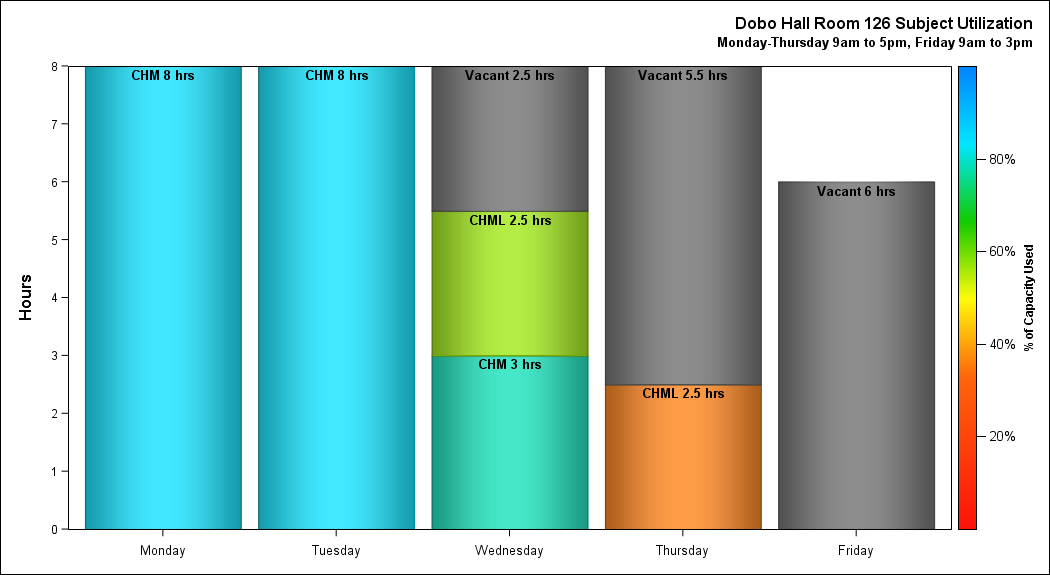 Dobo Hall Room 126 Subject Utilization
Monday-Thursday 9am to 5pm, Friday 9am to 3pm
Hours
8
7
6
5
4
3
2
1
0
CHM 8 hrs
CHM 8 hrs
Vacant 2.5 hrs
CHML 2.5 hrs
CHM 3 hrs
Vacant 5.5 hrs
CHML 2.5 hrs
Vacant 6 hrs
Monday
Tuesday
Wednesday
Thursday
Friday
80%
60%
40%
20%
% of Capacity Used